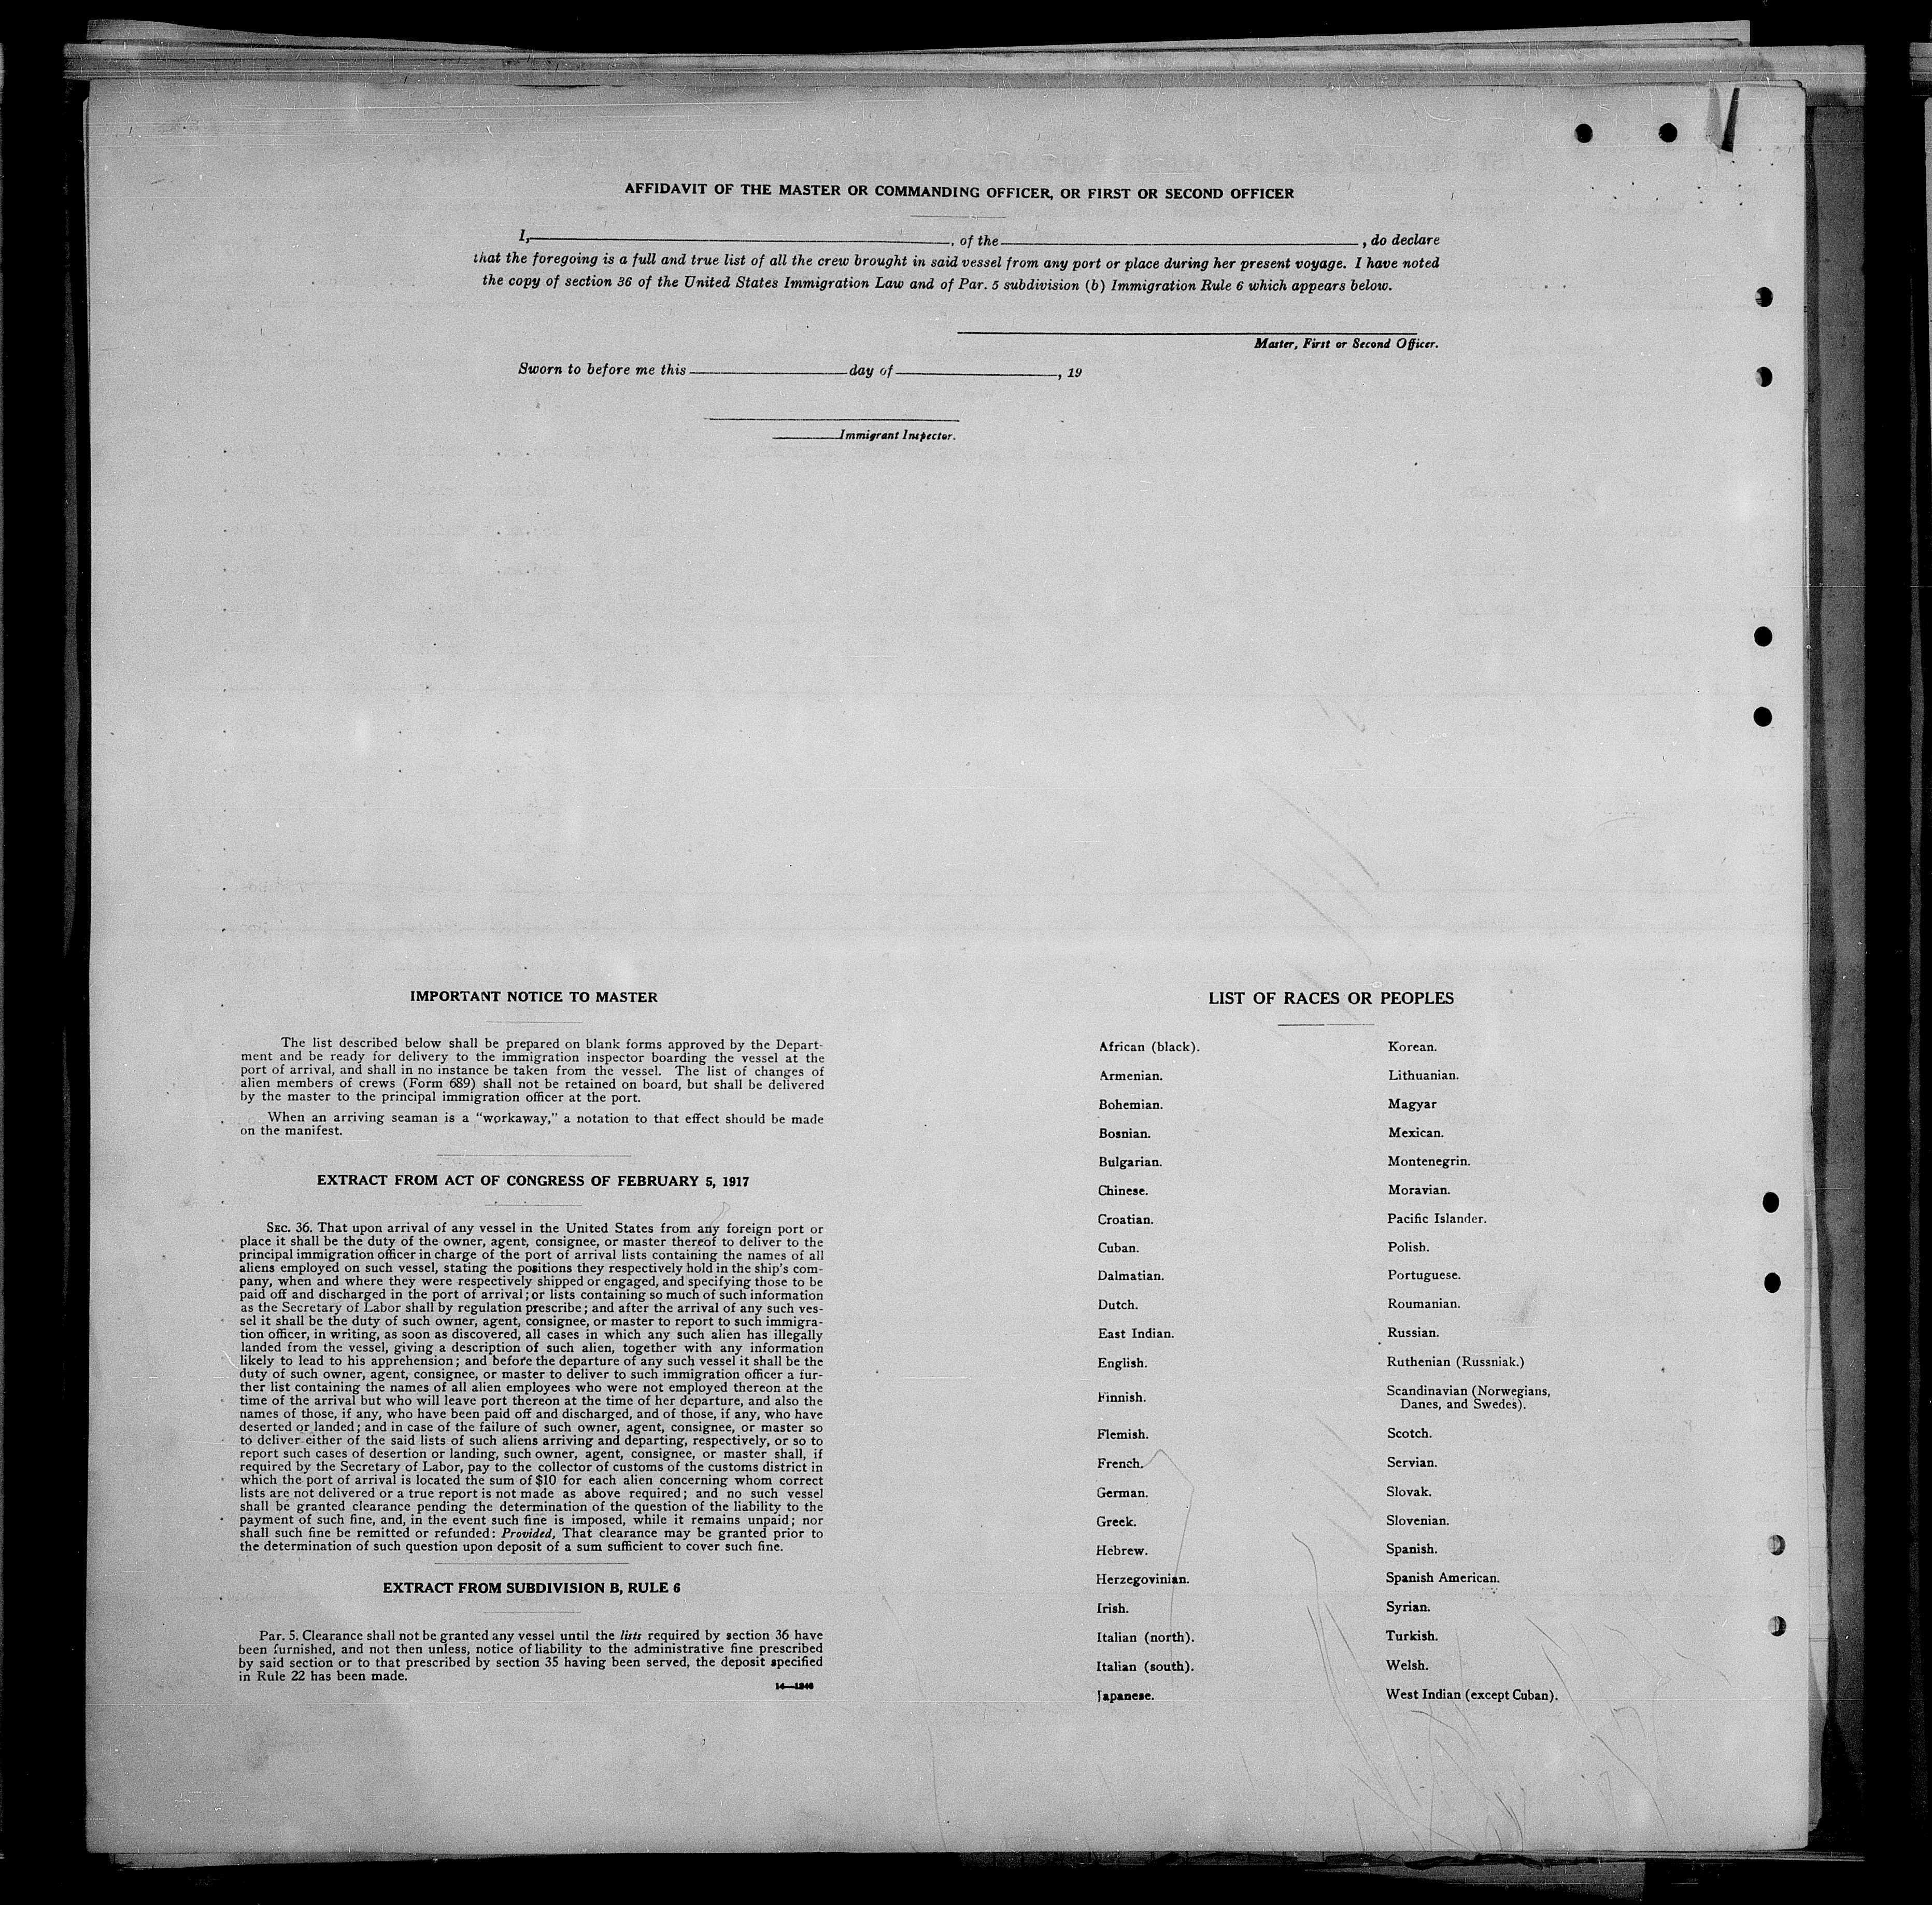 AFFIDAVIT OF THE MASTER OR COMMANDING OFFICER, OR FIRST OR SECOND OFFICER
I, , of the , do declare
that the foregoing is a full and true list of all the crew brought in said vessel from any port or place during her present voyage. I have noted
the copy of section 36 of the United States Immigration Law and of Par. 5 subdivision (b) Immigration Rule 6 which appears below.
Master, First or Second Officer.
Sworn to before me this day of , 19
Immigrant Inspector.
IMPORTANT NOTICE TO MASTER
The list described below shall be prepared on blank forms approved by the Depart-
ment and be ready for delivery to the immigration inspector boarding the vessel at the
port of arrival, and shall in no instance be taken from the vessel. The list of changes of
alien members of crews (Form 689) shall not be retained on board, but shall be delivered
by the master to the principal immigration officer at the port.
When an arriving seaman is a "workaway," a notation to that effect should be made
on the manifest.
EXTRACT FROM ACT OF CONGRESS OF FEBRUARY 5, 1917
SEC. 36. That upon arrival of any vessel in the United States from any foreign port or
place it shall be the duty of the owner, agent, consignee, or master thereof to deliver to the
principal immigration officer in charge of the port of arrival lists containing the names of all
aliens employed on such vessel, stating the positions they respectively hold in the ship's com-
pany, when and where they were respectively shipped or engaged, and specifying those to be
paid off and discharged in the port of arrival; or lists containing so much of such information
as the Secretary of Labor shall by regulation prescribe; and after the arrival of any such ves-
sel it shall be the duty of such owner, agent, consignee, or master to report to such immigra-
tion officer, in writing, as soon as discovered, all cases in which any such alien has illegally
landed from the vessel, giving a description of such alien, together with any information
likely to lead to his apprehension; and before the departure of any such vessel it shall be the
duty of such owner, agent, consignee, or master to deliver to such immigration officer a fur-
ther list containing the names of all alien employees who were not employed thereon at the
time of the arrival but who will leave port thereon at the time of her departure, and also the
names of those, if any, who have been paid off and discharged, and of those, if any, who have
deserted or landed; and in case of the failure of such owner, agent, consignee, or master so
to deliver either of the said lists of such aliens arriving and departing, respectively, or so to
report such cases of desertion or landing, such owner, agent, consignee, or master shall, if
required by the Secretary of Labor, pay to the collector of customs of the customs district in
which the port of arrival is located the sum of $10 for each alien concerning whom correct
lists are not delivered or a true report is not made as above required; and no such vessel
shall be granted clearance pending the determination of the question of the liability to the
payment of such fine, and, in the event such fine is imposed, while it remains unpaid; nor
shall such fine be remitted or refunded: Provided, That clearance may be granted prior to
the determination of such question upon deposit of a sum sufficient to cover such fine.
EXTRACT FROM SUBDIVISION B, RULE 6
Par. 5. Clearance shall not be granted any vessel until the lists required by section 36 have
been furnished, and not then unless, notice of liability to the administrative fine prescribed
by said section or to that prescribed by section 35 having been served, the deposit specified
in Rule 22 has been made.
LIST OF RACES OR PEOPLES
African (black).
Armenian.
Bohemian.
Bosnian.
Bulgarian.
Chinese.
Croatian.
Cuban.
Dalmatian.
Dutch.
East Indian.
English.
Finnish.
Flemish.
French.
German.
Greek.
Hebrew.
Herzegovinian.
Irish.
Italian (north).
Italian (south).
Japanese.
Korean.
Lithuanian.
Magyar
Mexican.
Montenegrin.
Moravian.
Pacific Islander.
Polish.
Portuguese.
Roumanian.
Russian.
Ruthenian (Russniak.)
Scandinavian (Norwegians,
Danes, and Swedes).
Scotch.
Servian.
Slovak.
Slovenian.
Spanish.
Spanish American.
Syrian.
Turkish.
Welsh.
West Indian (except Cuban).